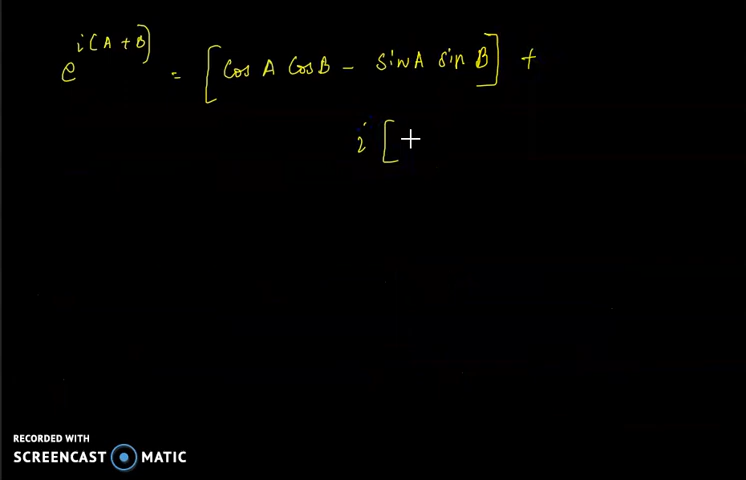 e^{i(A+B)} = [cos A cosB - sinA sin B] +
i [
RECORDED WITH
SCREENCAST MATIC